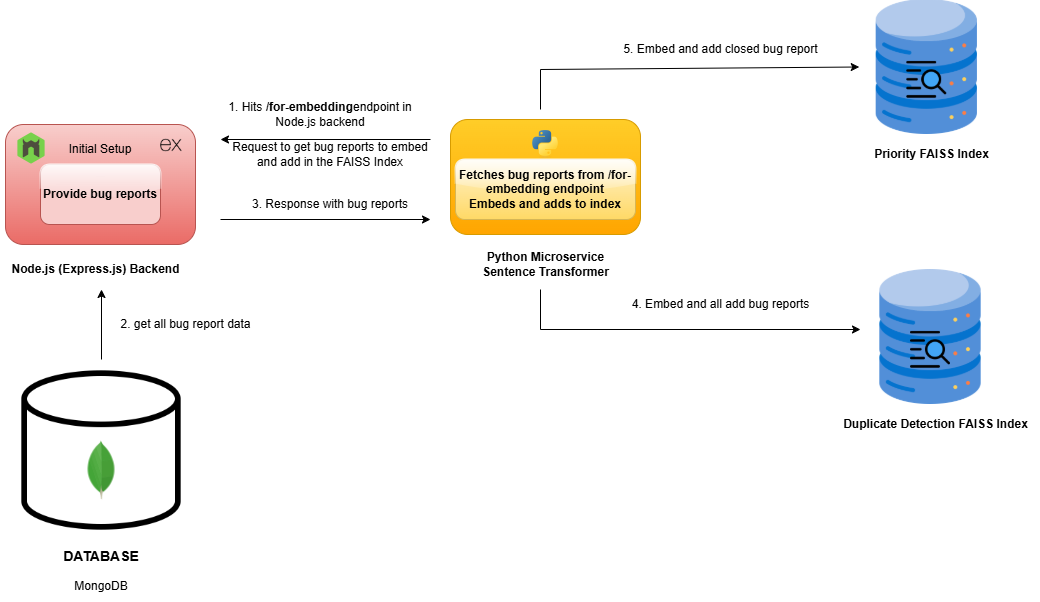 5. Embed and add closed bug report
Priority FAISS Index
1. Hits /for-embeddingendpoint in
Node.js backend
Request to get bug reports to embed
and add in the FAISS Index
Initial Setup
ex
Provide bug reports
3. Response with bug reports
Fetches bug reports from /for-
embedding endpoint
Embeds and adds to index
Node.js (Express.js) Backend
Python Microservice
Sentence Transformer
2. get all bug report data
4. Embed and all add bug reports
Duplicate Detection FAISS Index
DATABASE
MongoDB